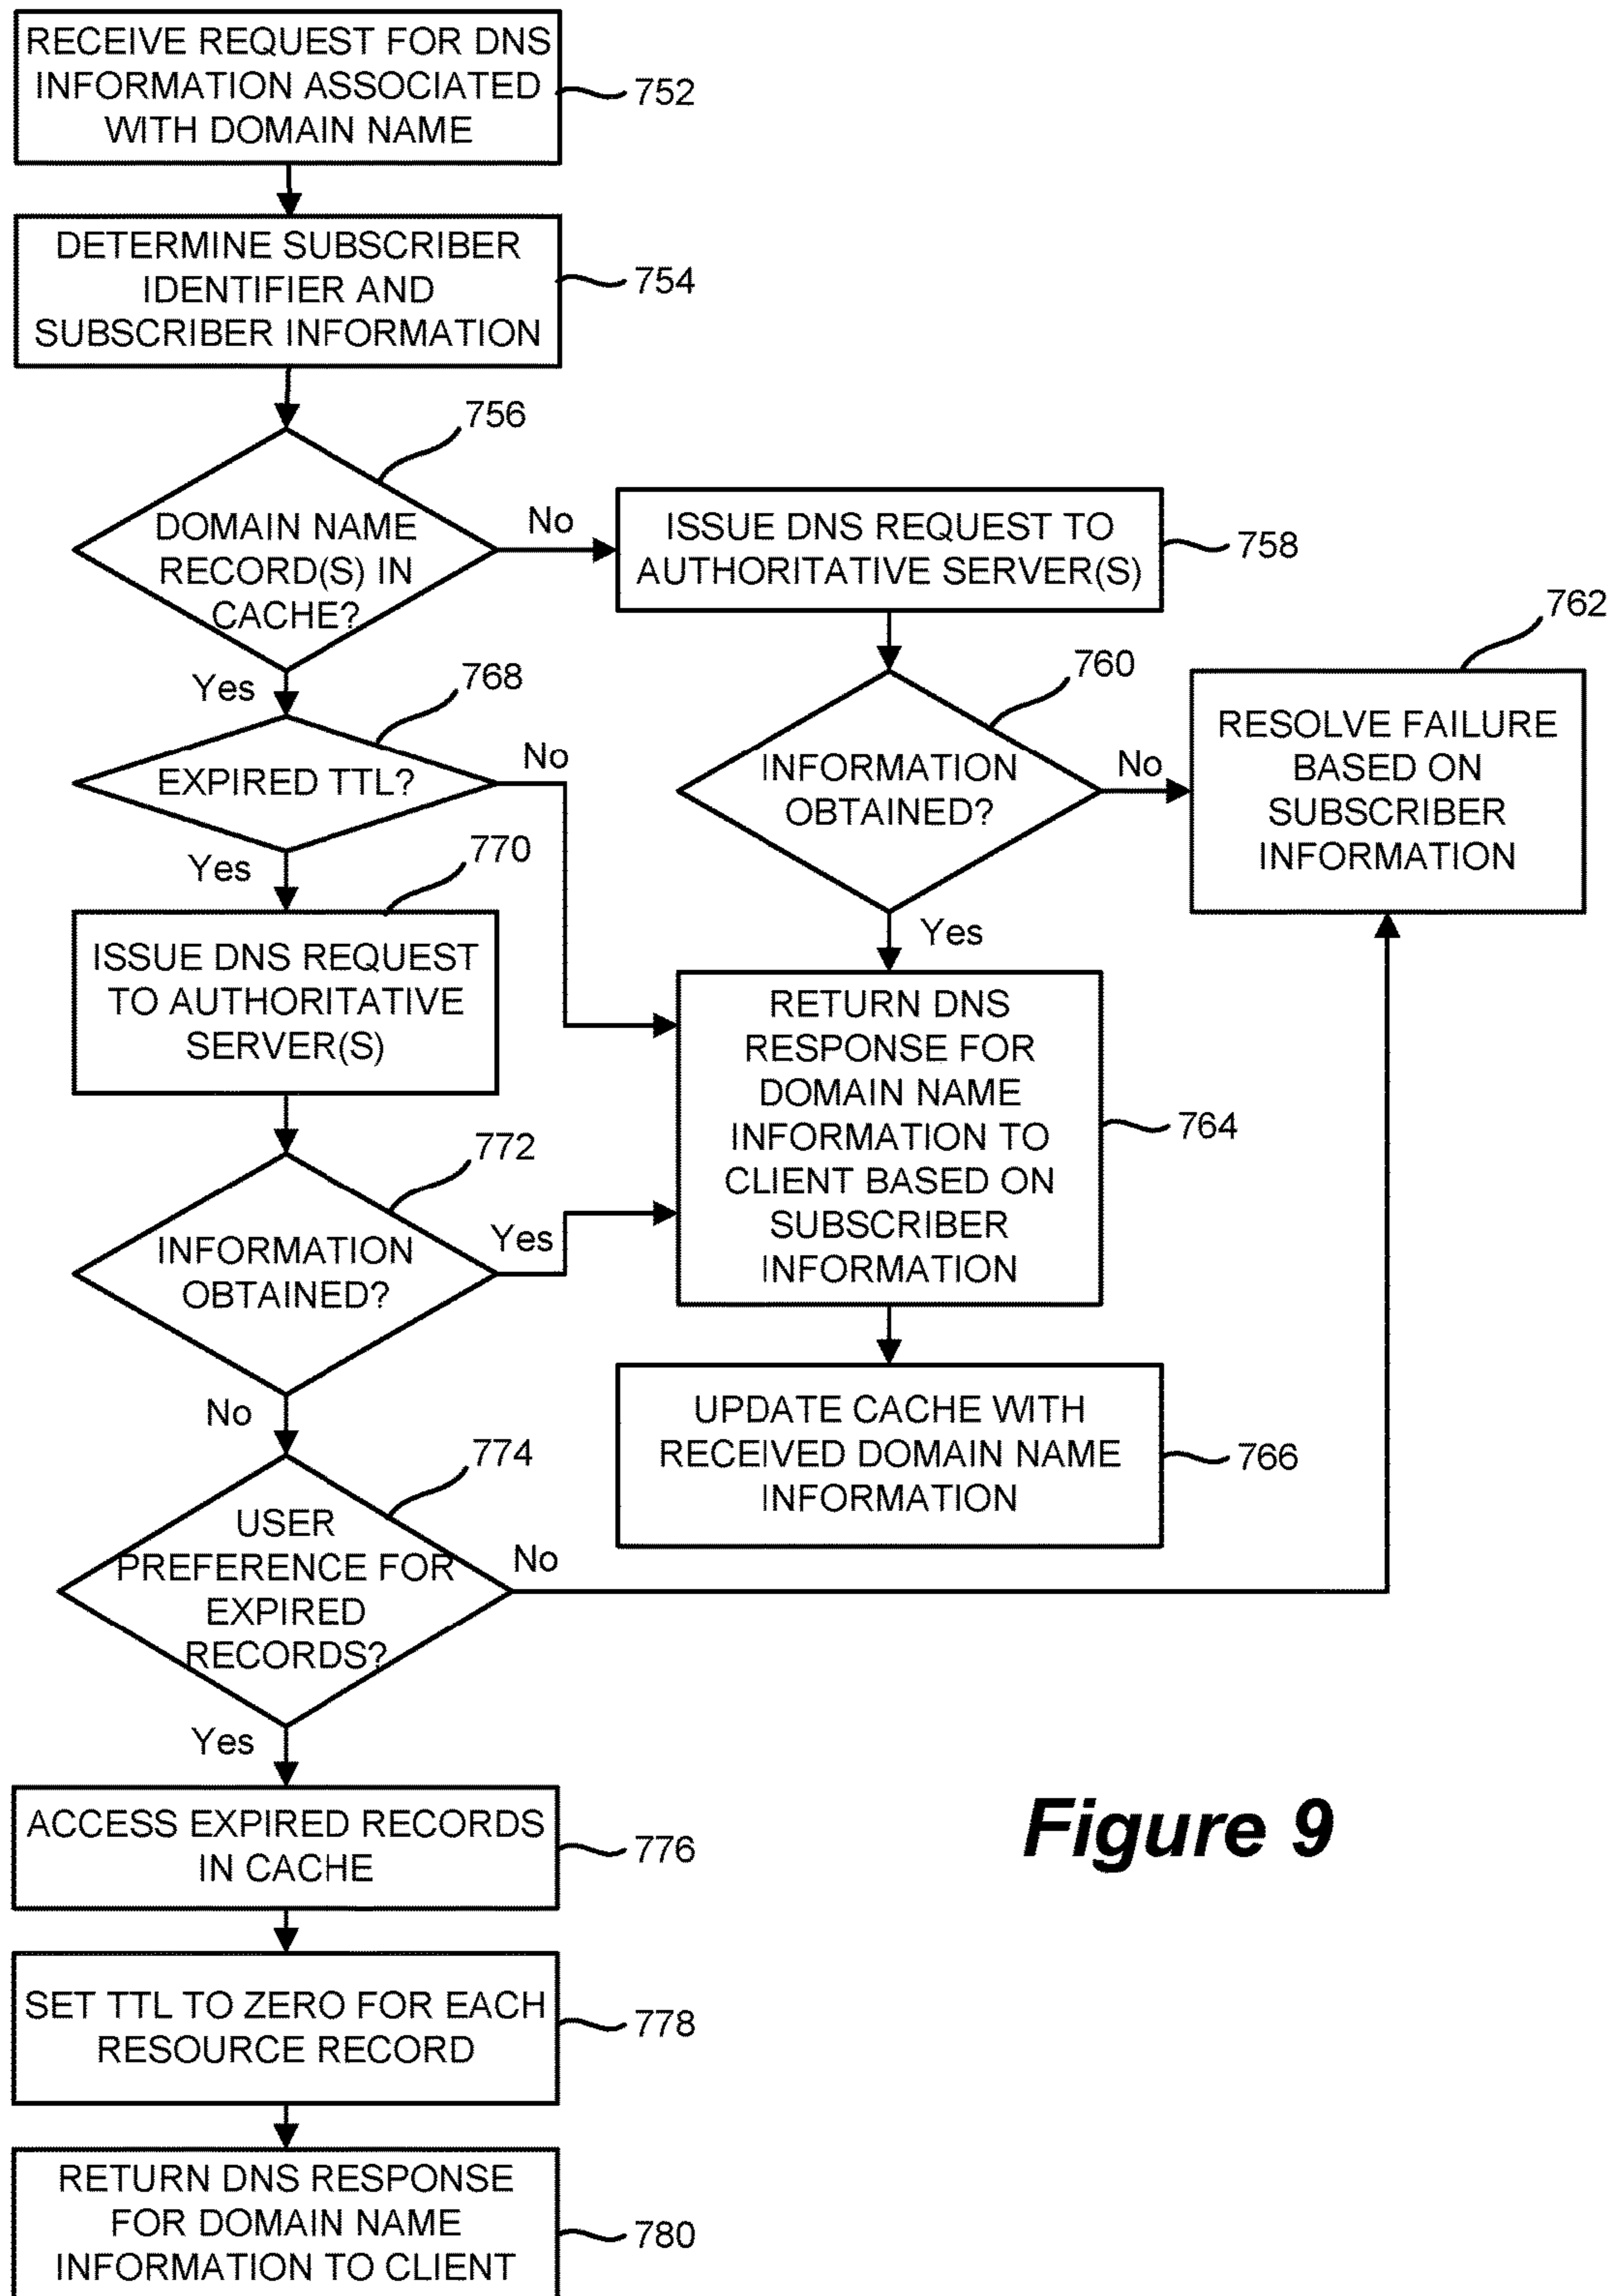 RECEIVE REQUEST FOR DNS
INFORMATION ASSOCIATED
WITH DOMAIN NAME
752
DETERMINE SUBSCRIBER
IDENTIFIER AND
SUBSCRIBER INFORMATION
754
756
DOMAIN NAME
RECORD(S) IN
CACHE?
No
Yes
ISSUE DNS REQUEST TO
AUTHORITATIVE SERVER(S)
758
760
INFORMATION
OBTAINED?
No
Yes
762
RESOLVE FAILURE
BASED ON
SUBSCRIBER
INFORMATION
768
EXPIRED TTL?
No
Yes
770
ISSUE DNS REQUEST
TO AUTHORITATIVE
SERVER(S)
RETURN DNS
RESPONSE FOR
DOMAIN NAME
INFORMATION TO
CLIENT BASED ON
SUBSCRIBER
INFORMATION
764
772
INFORMATION
OBTAINED?
Yes
No
UPDATE CACHE WITH
RECEIVED DOMAIN NAME
INFORMATION
766
774
USER
PREFERENCE FOR
EXPIRED
RECORDS?
No
Yes
ACCESS EXPIRED RECORDS
IN CACHE
776
SET TTL TO ZERO FOR EACH
RESOURCE RECORD
778
RETURN DNS RESPONSE
FOR DOMAIN NAME
INFORMATION TO CLIENT
780
Figure 9